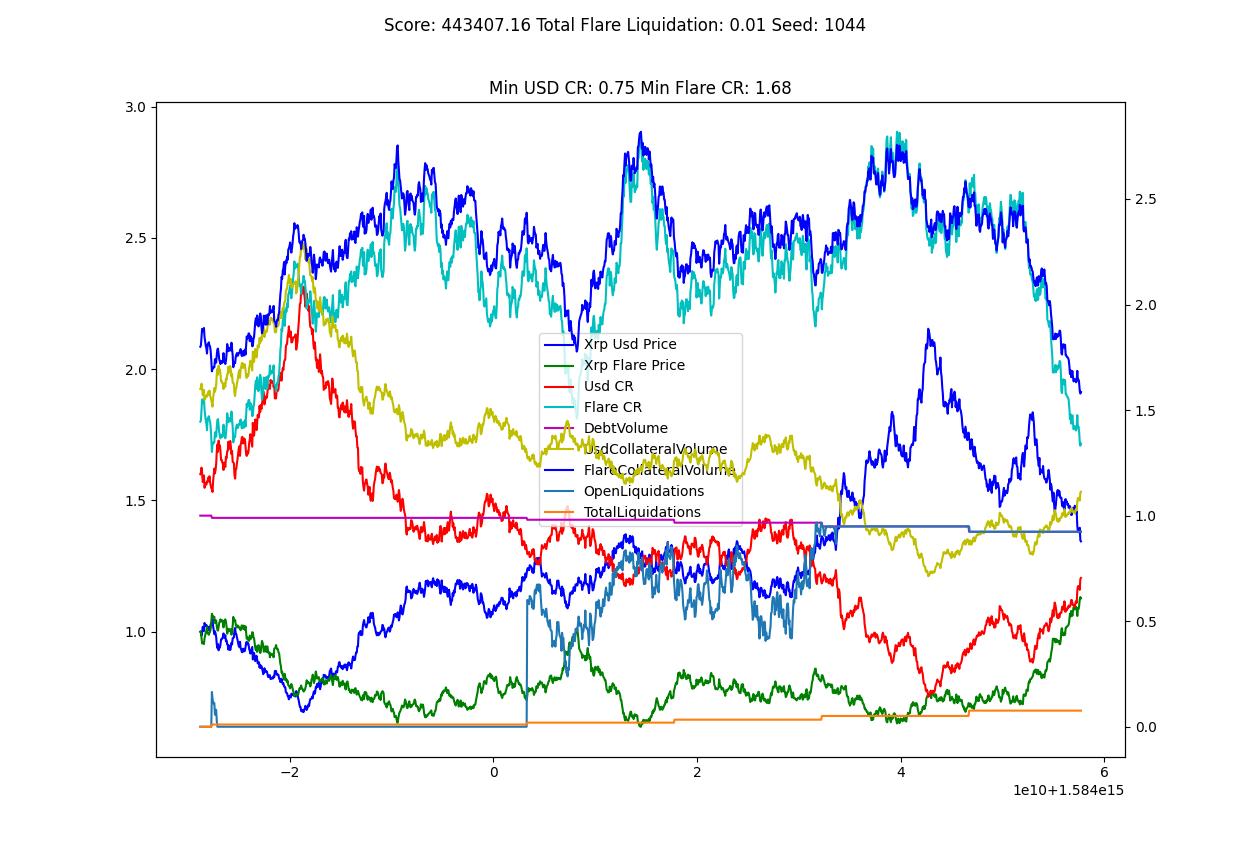 Score: 443407.16 Total Flare Liquidation: 0.01 Seed: 1044
Min USD CR: 0.75 Min Flare CR: 1.68
3.0
2.5
2.0
1.5
1.0
2.5
2.0
1.5
1.0
0.5
0.0
Xrp Usd Price
Xrp Flare Price
Usd CR
Flare CR
DebtVolume
UsdCollateralVolume
FlareCollateralVolume
OpenLiquidations
TotalLiquidations
−2 0 2 4 6
1e10+1.584e15